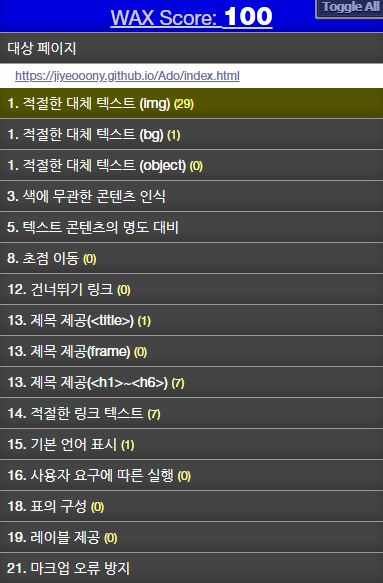 WAX Score: 100
Toggle All
대상 페이지
https://jiyeooony.github.io/Ado/index.html
1. 적절한 대체 텍스트 (img) (29)
1. 적절한 대체 텍스트 (bg) (1)
1. 적절한 대체 텍스트 (object) (0)
3. 색에 무관한 콘텐츠 인식
5. 텍스트 콘텐츠의 명도 대비
8. 초점 이동 (0)
12. 건너뛰기 링크 (0)
13. 제목 제공(<title>) (1)
13. 제목 제공(frame) (0)
13. 제목 제공(<h1>~<h6>) (7)
14. 적절한 링크 텍스트 (7)
15. 기본 언어 표시 (1)
16. 사용자 요구에 따른 실행 (0)
18. 표의 구성 (0)
19. 레이블 제공 (0)
21. 마크업 오류 방지